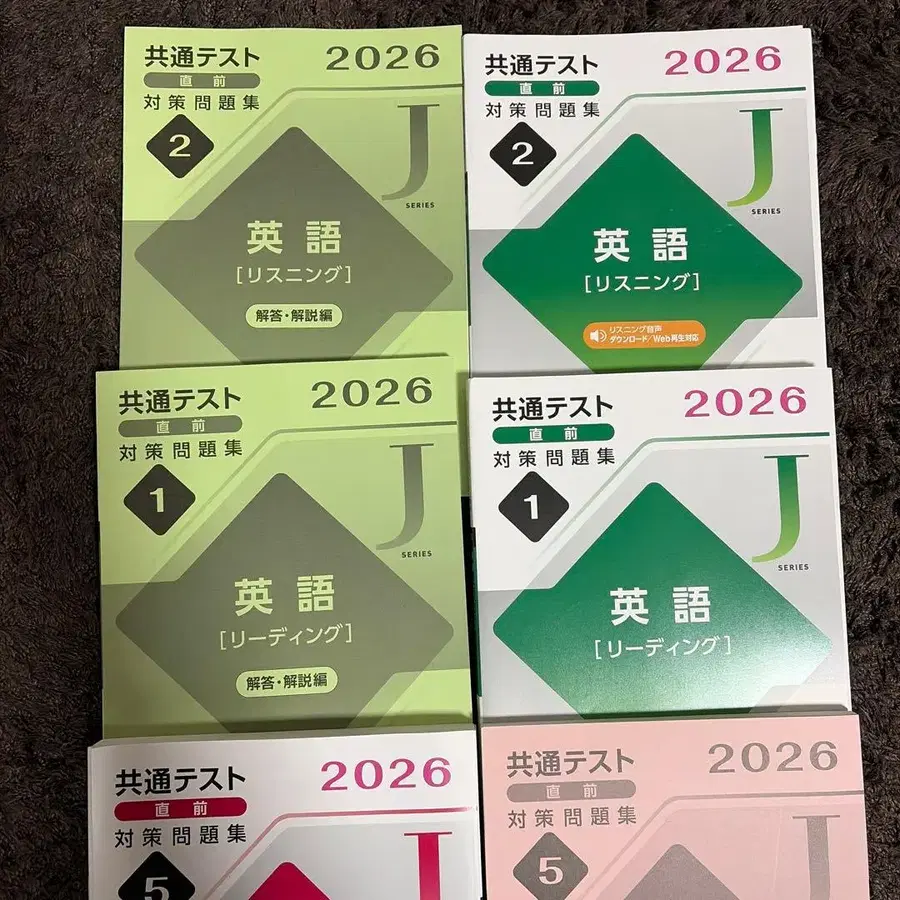 共通テスト
直前
対策問題集
2
2026
J
SERIES
英語
[リスニング]
解答・解説編
共通テスト
直前
対策問題集
2
2026
J
SERIES
英語
[リスニング]
リスニング音声
ダウンロード/Web再生対応
共通テスト
直前
対策問題集
1
2026
J
SERIES
英語
[リーディング]
解答・解説編
共通テスト
直前
対策問題集
1
2026
J
SERIES
英語
[リーディング]
共通テスト
直前
対策問題集
5
2026
J
共通テスト
直前
対策問題集
5
2026
J